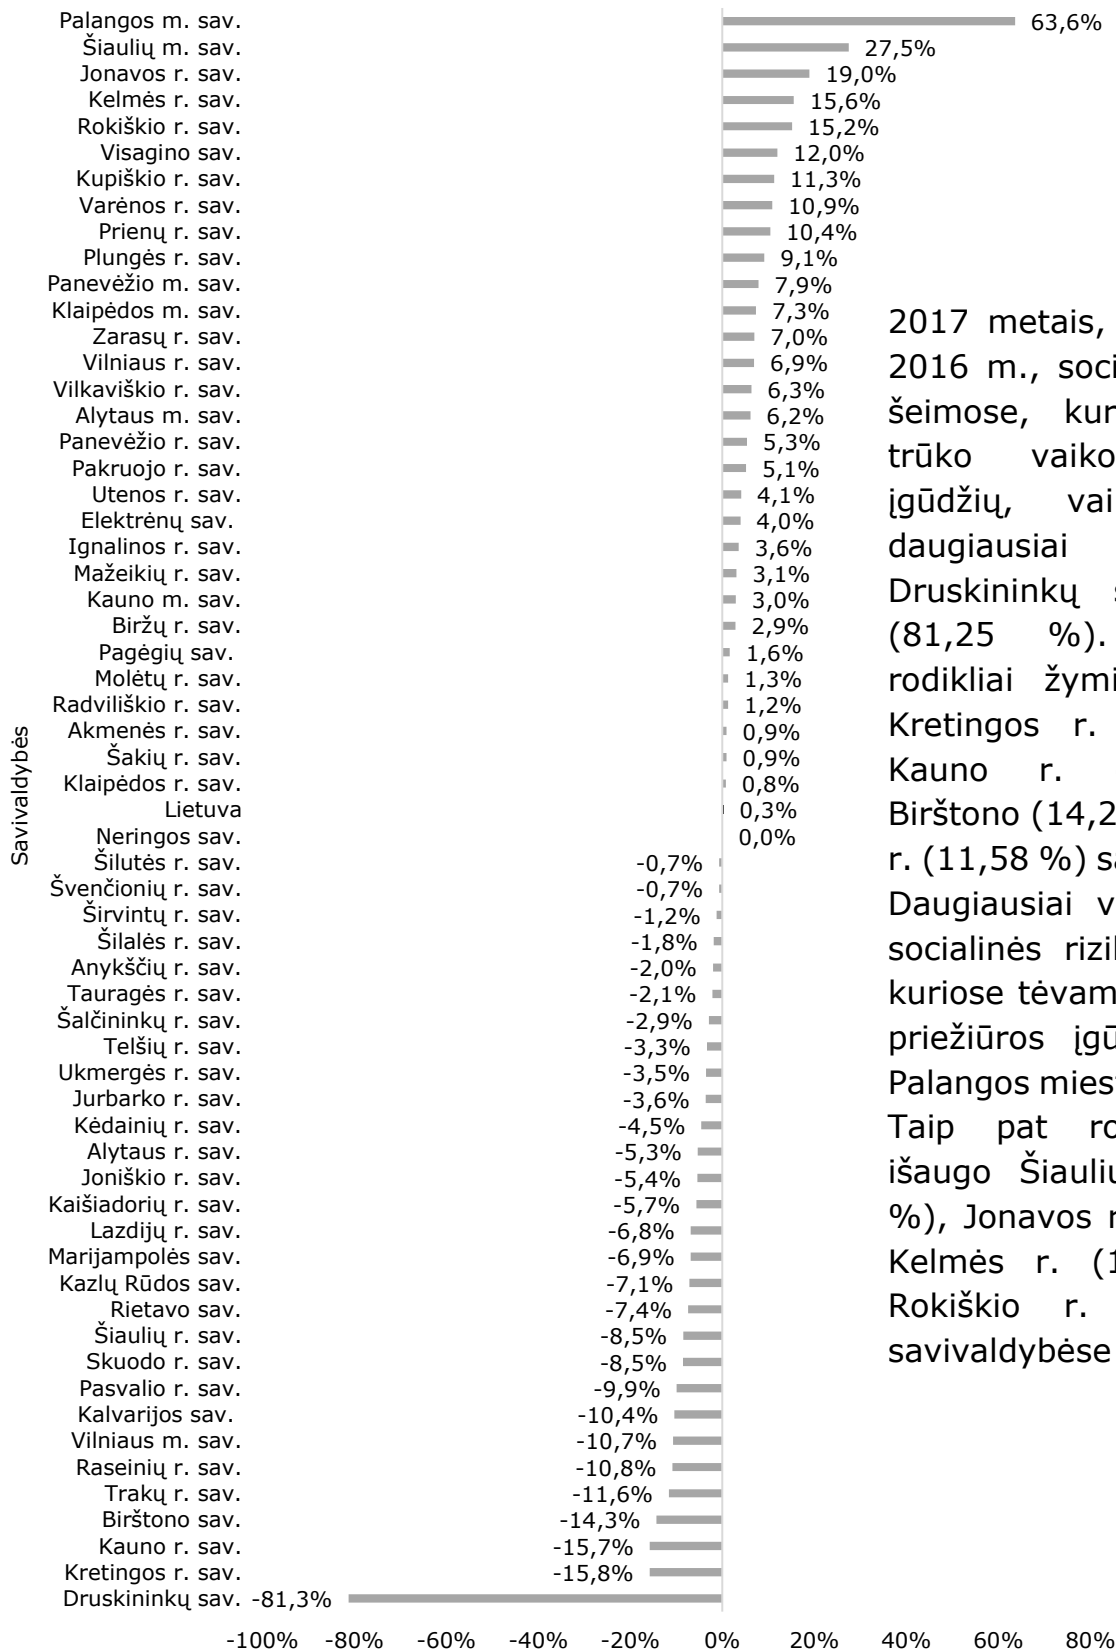 Palangos m. sav. 63,6%
Šiaulių m. sav. 27,5%
Jonavos r. sav. 19,0%
Kelmės r. sav. 15,6%
Rokiškio r. sav. 15,2%
Visagino sav. 12,0%
Kupiškio r. sav. 11,3%
Varėnos r. sav. 10,9%
Prienų r. sav. 10,4%
Plungės r. sav. 9,1%
Panevėžio m. sav. 7,9%
Klaipėdos m. sav. 7,3%
Zarasų r. sav. 7,0%
Vilniaus r. sav. 6,9%
Vilkaviškio r. sav. 6,3%
Alytaus m. sav. 6,2%
Panevėžio r. sav. 5,3%
Pakruojo r. sav. 5,1%
Utenos r. sav. 4,1%
Elektrėnų sav. 4,0%
Ignalinos r. sav. 3,6%
Mažeikių r. sav. 3,1%
Kauno m. sav. 3,0%
Biržų r. sav. 2,9%
Pagėgių sav. 1,6%
Molėtų r. sav. 1,3%
Radviliškio r. sav. 1,2%
Akmenės r. sav. 0,9%
Šakių r. sav. 0,9%
Klaipėdos r. sav. 0,8%
Lietuva 0,3%
Neringos sav. 0,0%
Šilutės r. sav. -0,7%
Švenčionių r. sav. -0,7%
Širvintų r. sav. -1,2%
Šilalės r. sav. -1,8%
Anykščių r. sav. -2,0%
Tauragės r. sav. -2,1%
Šalčininkų r. sav. -2,9%
Telšių r. sav. -3,3%
Ukmergės r. sav. -3,5%
Jurbarko r. sav. -3,6%
Kėdainių r. sav. -4,5%
Alytaus r. sav. -5,3%
Joniškio r. sav. -5,4%
Kaišiadorių r. sav. -5,7%
Lazdijų r. sav. -6,8%
Marijampolės sav. -6,9%
Kazlų Rūdos sav. -7,1%
Rietavo sav. -7,4%
Šiaulių r. sav. -8,5%
Skuodo r. sav. -8,5%
Pasvalio r. sav. -9,9%
Kalvarijos sav. -10,4%
Vilniaus m. sav. -10,7%
Raseinių r. sav. -10,8%
Trakų r. sav. -11,6%
Birštono sav. -14,3%
Kauno r. sav. -15,7%
Kretingos r. sav. -15,8%
Druskininkų sav. -81,3%
-100% -80% -60% -40% -20% 0% 20% 40% 60% 80%
Savivaldybės
2017 metais,
2016 m., soci
šeimose, kur
trūko vaiko
įgūdžių, vai
daugiausiai
Druskininkų s
(81,25 %).
rodikliai žymi
Kretingos r.
Kauno r.
Birštono (14,2
r. (11,58 %) sa
Daugiausiai v
socialinės rizik
kuriose tėvam
priežiūros įgū
Palangos miest
Taip pat ro
išaugo Šiaulių
%), Jonavos r
Kelmės r. (1
Rokiškio r.
savivaldybėse